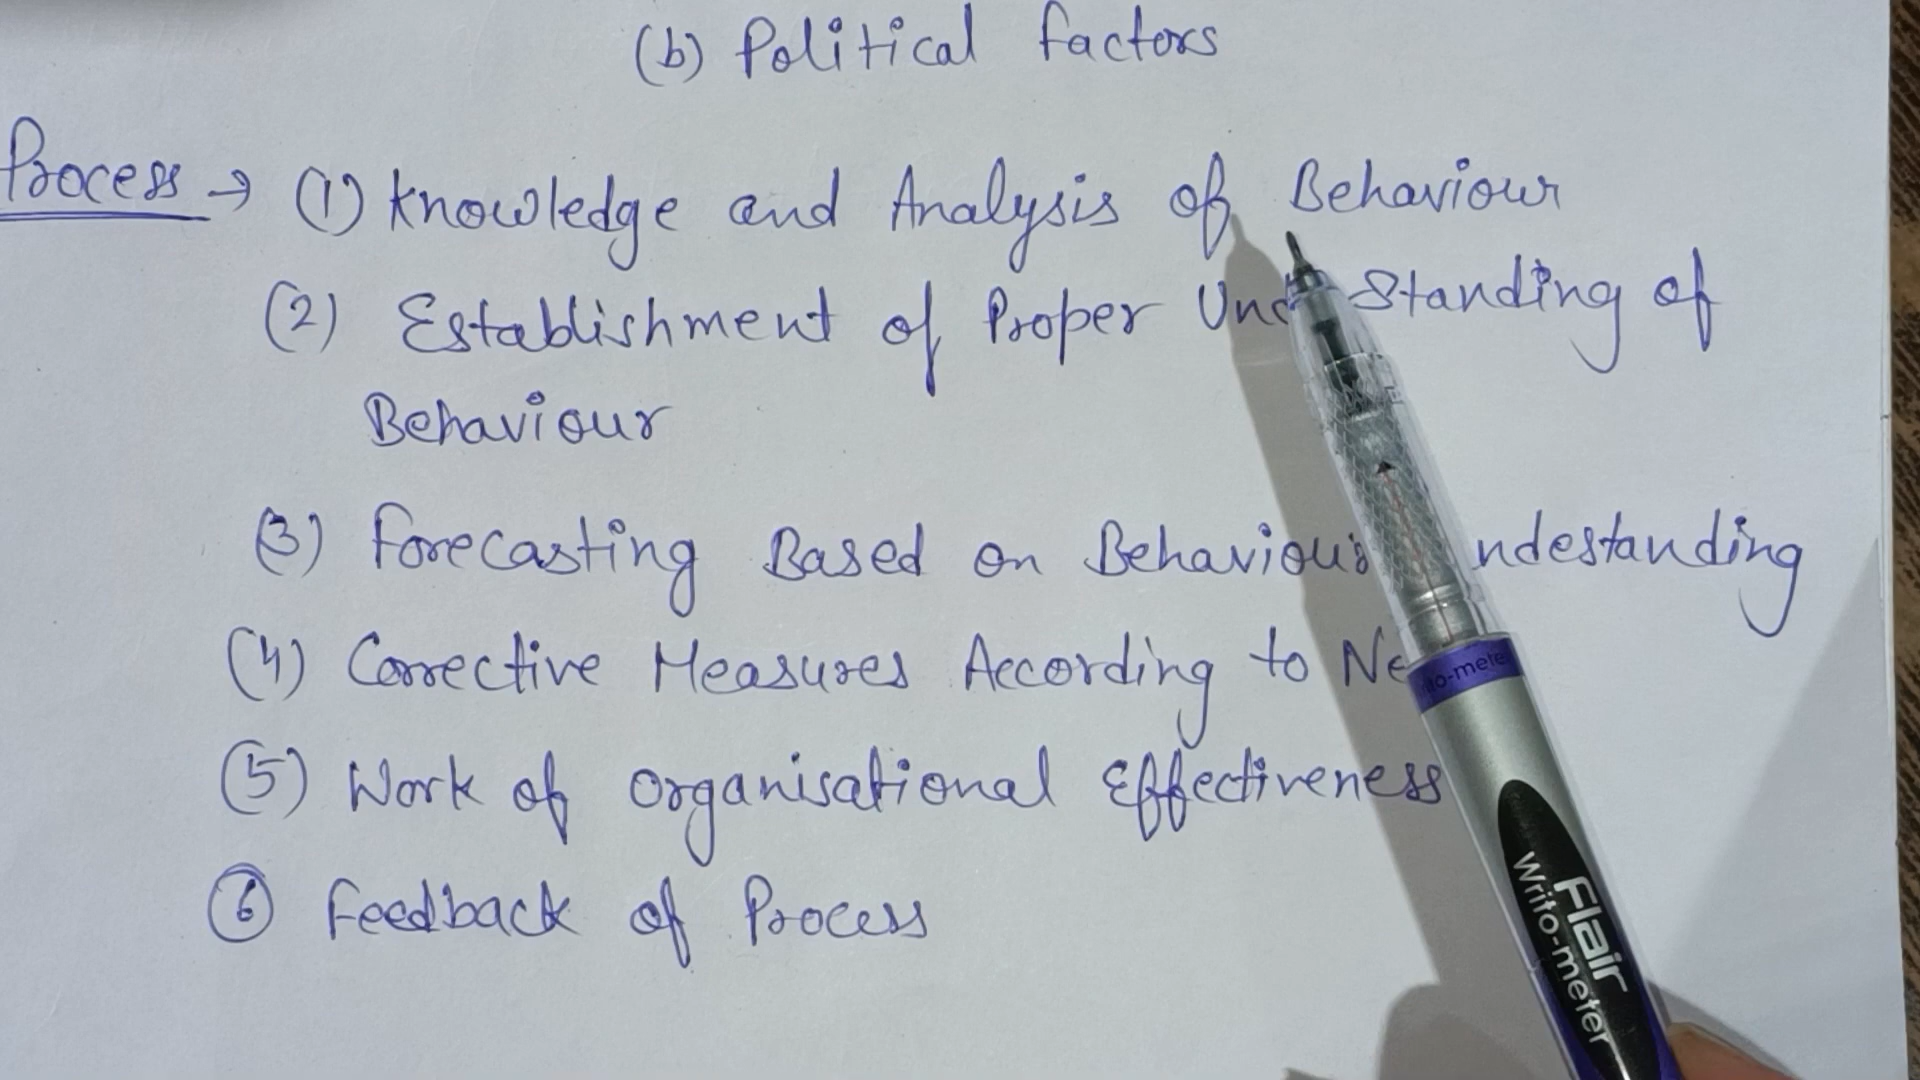 (b) Political factors
Process → (1) Knowledge and Analysis of Behaviour
(2) Establishment of Proper Und standing of
Behaviour
(3) Forecasting Based on Behaviour ndestanding
(4) Corrective Measures According to Ne
(5) Work of organisational Effectiveness
(6) Feedback of Process
Flair
Writo-meter